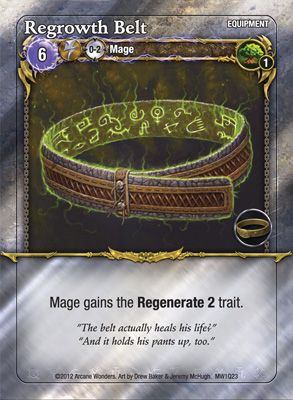 Regrowth Belt
EQUIPMENT
6
0-2
Mage
1
Mage gains the Regenerate 2 trait.
"The belt actually heals his life?"
"And it holds his pants up, too."
©2012 Arcane Wonders. Art by Drew Baker & Jeremy McHugh. MW1Q23